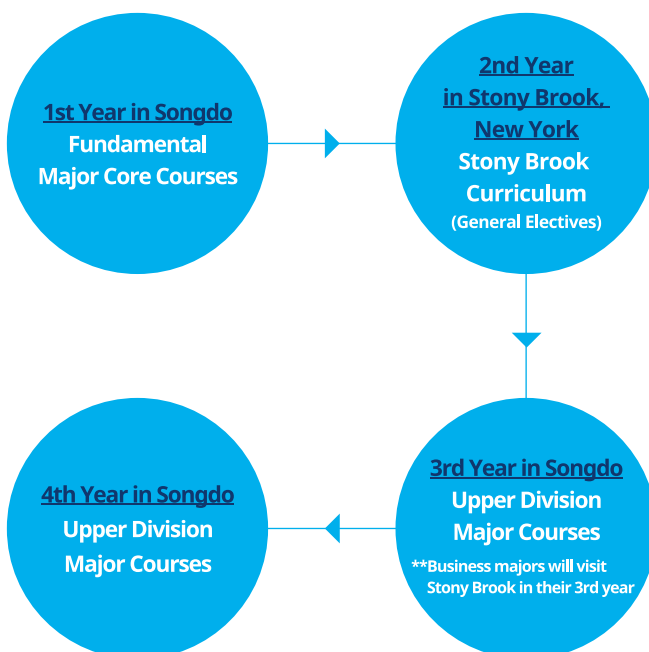 1st Year in Songdo
Fundamental
Major Core Courses
2nd Year
in Stony Brook,
New York
Stony Brook
Curriculum
(General Electives)
3rd Year in Songdo
Upper Division
Major Courses
**Business majors will visit
Stony Brook in their 3rd year
4th Year in Songdo
Upper Division
Major Courses